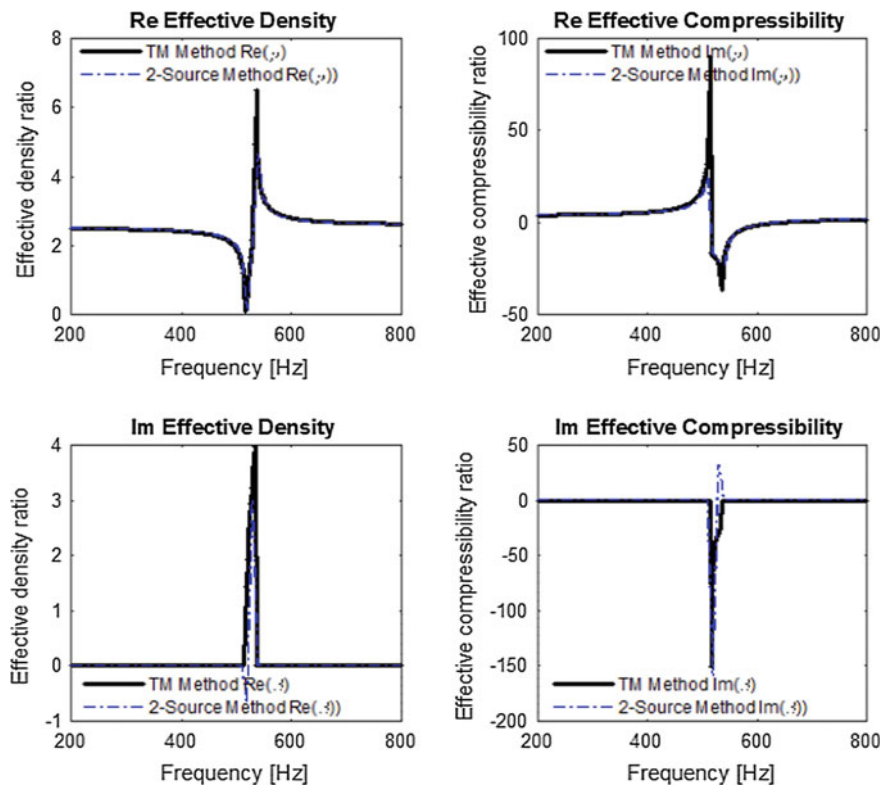 Re Effective Density
8
6
4
2
0
TM Method Re(
2-Source Method Re(
Effective density ratio
200 400 600 800
Frequency [Hz]
Re Effective Compressibility
100
50
0
-50
TM Method Im(
2-Source Method Im(
Effective compressibility ratio
200 400 600 800
Frequency [Hz]
Im Effective Density
4
3
2
1
0
-1
TM Method Re(
2-Source Method Re(
Effective density ratio
200 400 600 800
Frequency [Hz]
Im Effective Compressibility
50
0
-50
-100
-150
-200
TM Method Im(
2-Source Method Im(
Effective compressibility ratio
200 400 600 800
Frequency [Hz]